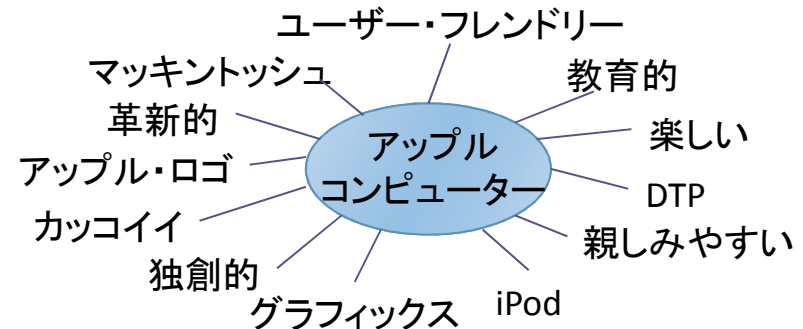 ユーザー・フレンドリー
マッキントッシュ
教育的
革新的
楽しい
アップル
コンピューター
アップル・ロゴ
DTP
カッコイイ
親しみやすい
独創的
グラフィックス
iPod